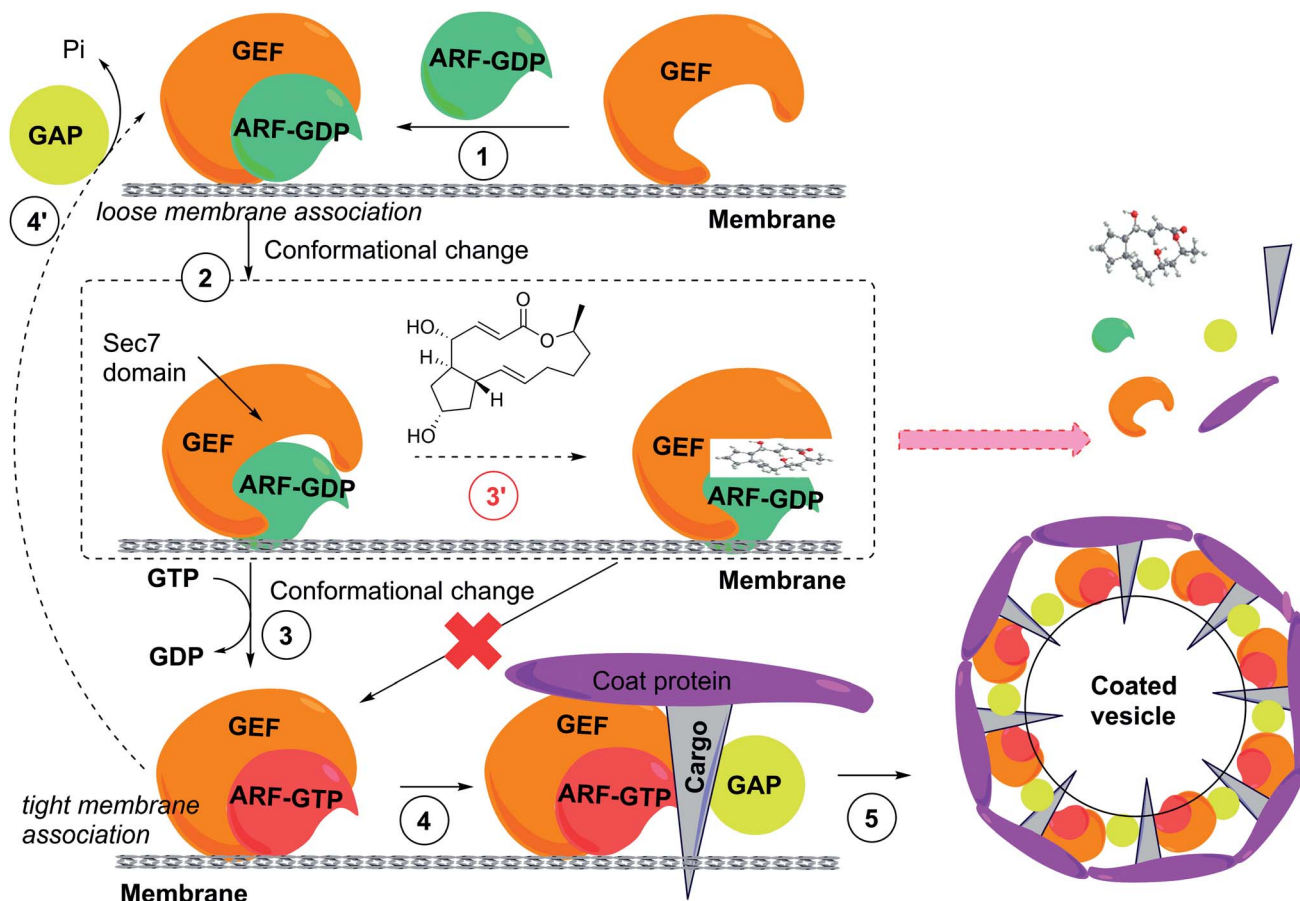 Pi
GEF
ARF-GDP
GEF
GAP
ARF-GDP
1
4'
loose membrane association
Membrane
2
Conformational change
Sec7
domain
HO
O
O
H
H
HO
GEF
ARF-GDP
3'
GEF
ARF-GDP
Membrane
GTP
Conformational change
3
GDP
Coat protein
GEF
GEF
Cargo
ARF-GTP
ARF-GTP
GAP
4
5
tight membrane
association
Membrane
Coated
vesicle